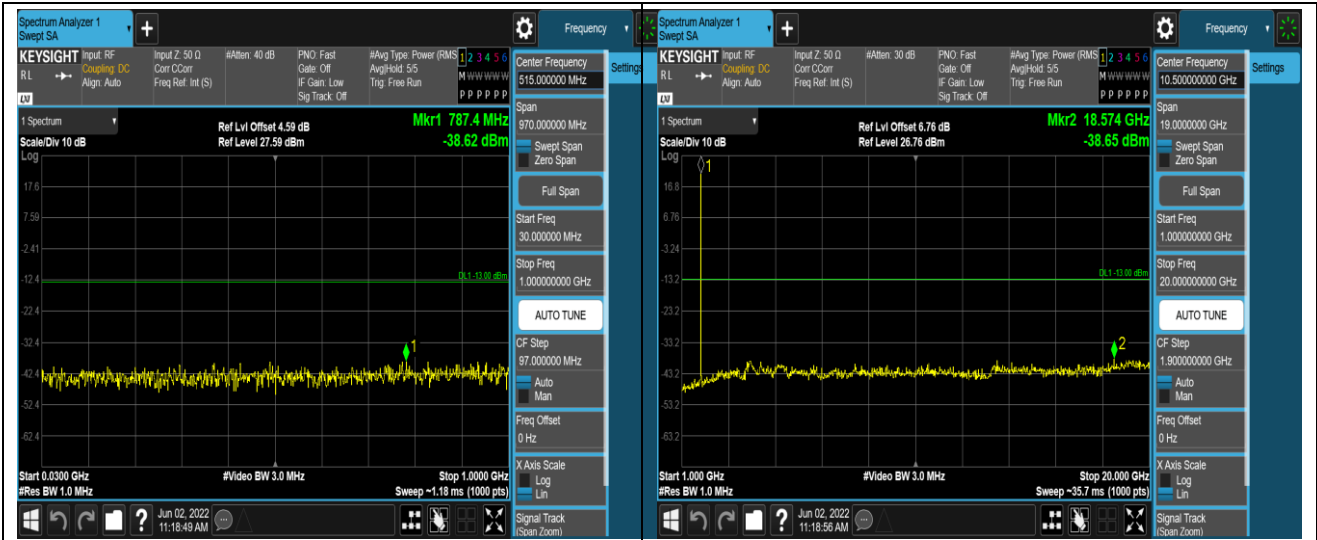 Spectrum Analyzer 1
Swept SA
+
Frequency
KEYSIGHT
Input: RF
Input Z: 50 Ω
#Atten: 40 dB
PNO: Fast
#Avg Type: Power (RMS
1 2 3 4 5 6
RL
Coupling: DC
Corr CCorr
Gate: Off
Avg|Hold: 5/5
M W W W W W
Align: Auto
Freq Ref: Int (S)
IF Gain: Low
Trig: Free Run
Sig Track: Off
P P P P P P
LXI
1 Spectrum
Scale/Div 10 dB
Ref Lvl Offset 4.59 dB
Ref Level 27.59 dBm
Mkr1 787.4 MHz
-38.62 dBm
Log
17.6
7.59
-2.41
-12.4
DL1 -13.00 dBm
-22.4
-32.4
1
-42.4
-52.4
-62.4
Start 0.0300 GHz
#Video BW 3.0 MHz
Stop 1.0000 GHz
#Res BW 1.0 MHz
Sweep ~1.18 ms (1000 pts)
Center Frequency
515.000000 MHz
Settings
Span
970.000000 MHz
Swept Span
Zero Span
Full Span
Start Freq
30.000000 MHz
Stop Freq
1.000000000 GHz
AUTO TUNE
CF Step
97.000000 MHz
Auto
Man
Freq Offset
0 Hz
X Axis Scale
Log
Lin
Signal Track
(Span Zoom)
?
Jun 02, 2022
11:18:49 AM
Spectrum Analyzer 1
Swept SA
+
Frequency
KEYSIGHT
Input: RF
Input Z: 50 Ω
#Atten: 30 dB
PNO: Fast
#Avg Type: Power (RMS
1 2 3 4 5 6
RL
Coupling: DC
Corr CCorr
Gate: Off
Avg|Hold: 5/5
M W W W W W
Align: Auto
Freq Ref: Int (S)
IF Gain: Low
Trig: Free Run
Sig Track: Off
P P P P P P
LXI
1 Spectrum
Scale/Div 10 dB
Ref Lvl Offset 6.76 dB
Ref Level 26.76 dBm
Mkr2 18.574 GHz
-38.65 dBm
Log
1
16.8
6.76
-3.24
-13.2
DL1 -13.00 dBm
-23.2
-33.2
2
-43.2
-53.2
-63.2
Start 1.000 GHz
#Video BW 3.0 MHz
Stop 20.000 GHz
#Res BW 1.0 MHz
Sweep ~35.7 ms (1000 pts)
Center Frequency
10.500000000 GHz
Settings
Span
19.0000000 GHz
Swept Span
Zero Span
Full Span
Start Freq
1.000000000 GHz
Stop Freq
20.000000000 GHz
AUTO TUNE
CF Step
1.900000000 GHz
Auto
Man
Freq Offset
0 Hz
X Axis Scale
Log
Lin
Signal Track
(Span Zoom)
?
Jun 02, 2022
11:18:56 AM